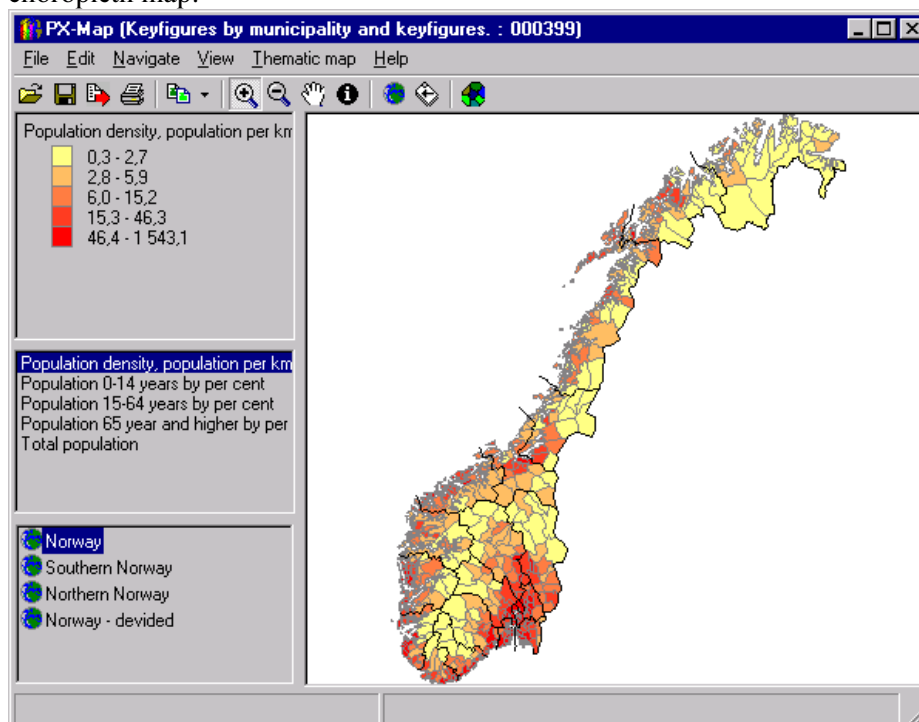 choropleth map.
PX-Map (Keyfigures by municipality and keyfigures. : 000399)
File Edit Navigate View Thematic map Help
Population density, population per km
0,3 - 2,7
2,8 - 5,9
6,0 - 15,2
15,3 - 46,3
46,4 - 1 543,1
Population density, population per km
Population 0-14 years by per cent
Population 15-64 years by per cent
Population 65 year and higher by per
Total population
Norway
Southern Norway
Northern Norway
Norway - devided